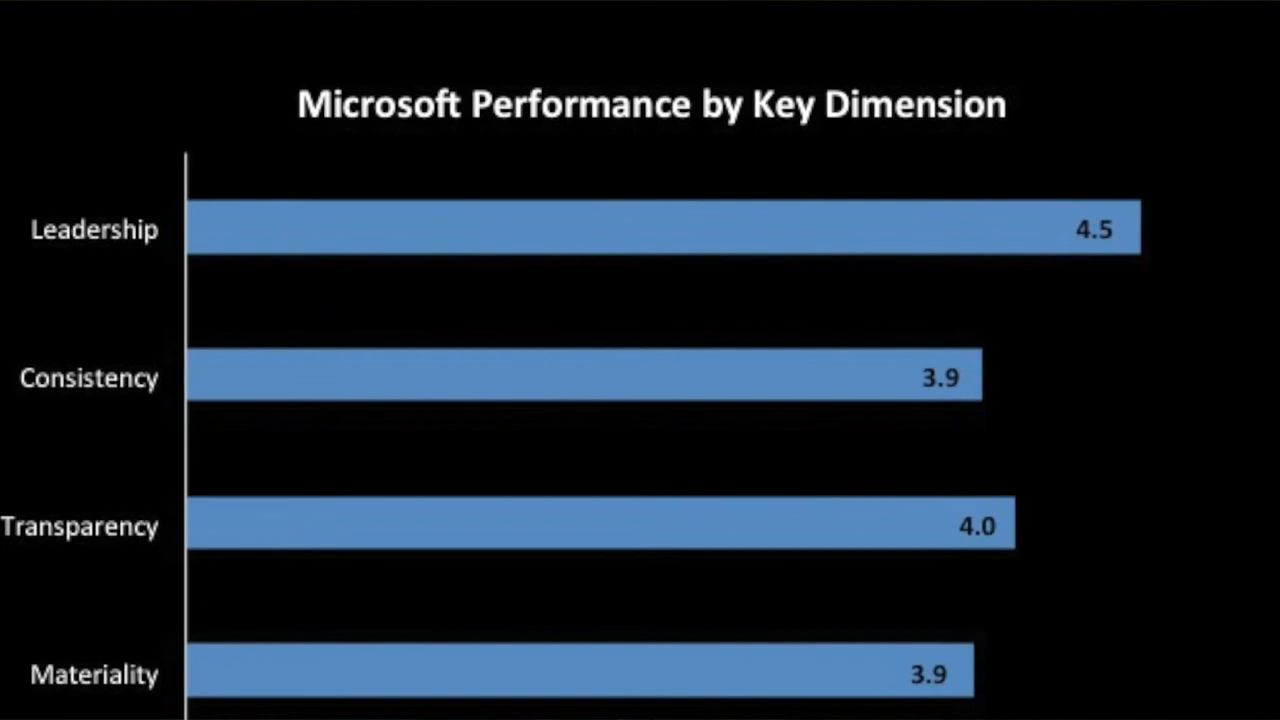 Microsoft Performance by Key Dimension
Leadership 4.5
Consistency 3.9
Transparency 4.0
Materiality 3.9